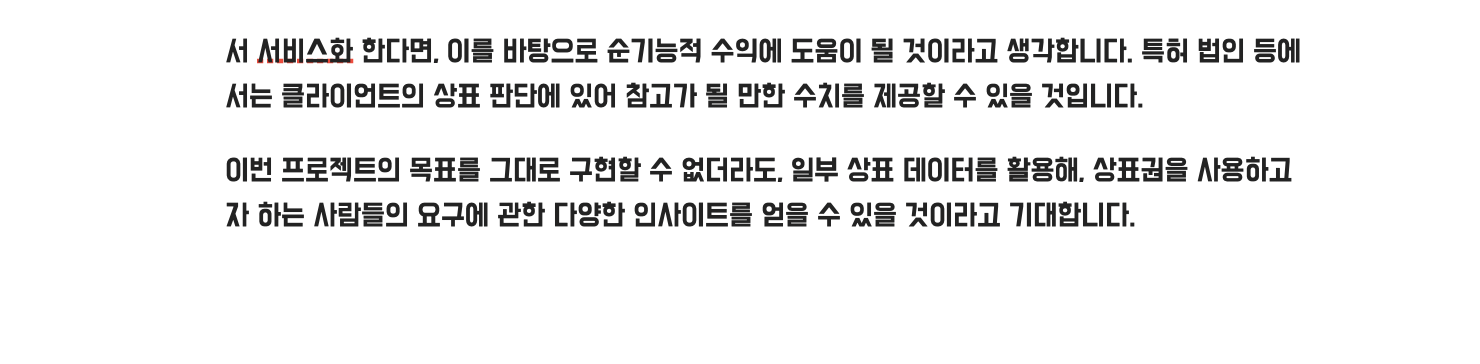 서 서비스화 한다면, 이를 바탕으로 순기능적 수익에 도움이 될 것이라고 생각합니다. 특허 법인 등에
서는 클라이언트의 상표 판단에 있어 참고가 될 만한 수치를 제공할 수 있을 것입니다.
이번 프로젝트의 목표를 그대로 구현할 수 없더라도, 일부 상표 데이터를 활용해, 상표권을 사용하고
자 하는 사람들의 요구에 관한 다양한 인사이트를 얻을 수 있을 것이라고 기대합니다.